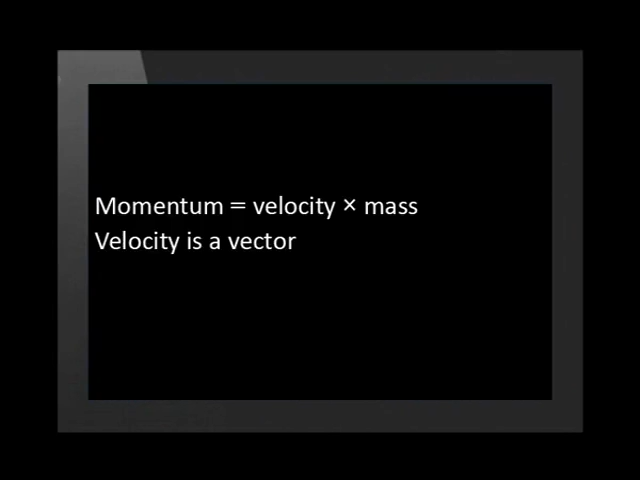 Momentum = velocity × mass
Velocity is a vector